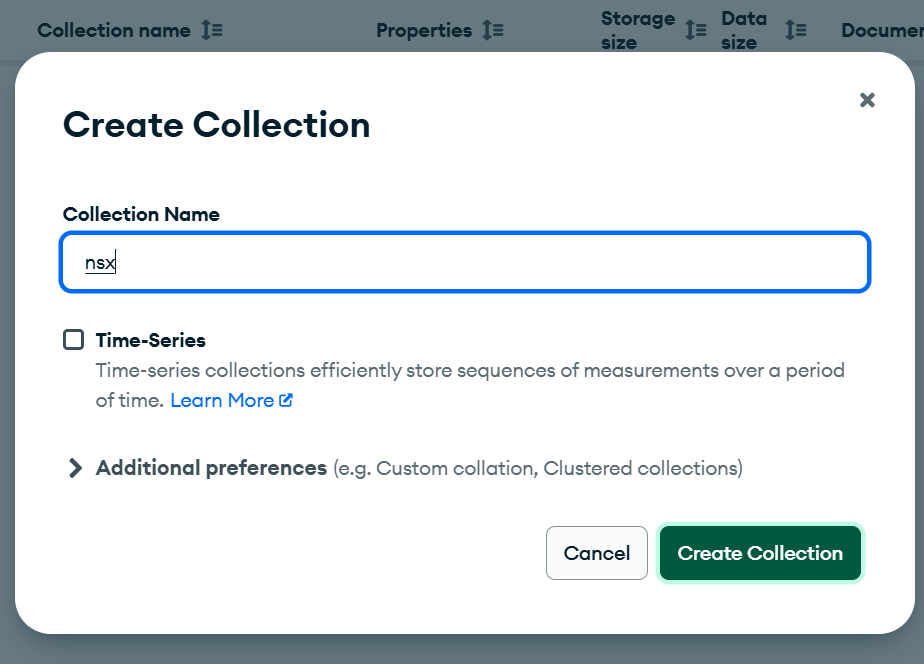 Collection name
Properties
Storage size
Data size
Create Collection
Collection Name
nsx
Time-Series
Time-series collections efficiently store sequences of measurements over a period
of time. Learn More
Additional preferences (e.g. Custom collation, Clustered collections)
Cancel
Create Collection